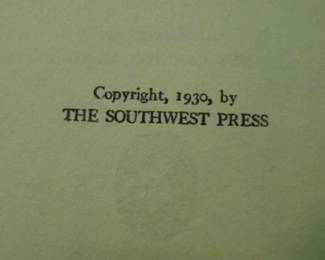 Copyright, 1930, by
THE SOUTHWEST PRESS